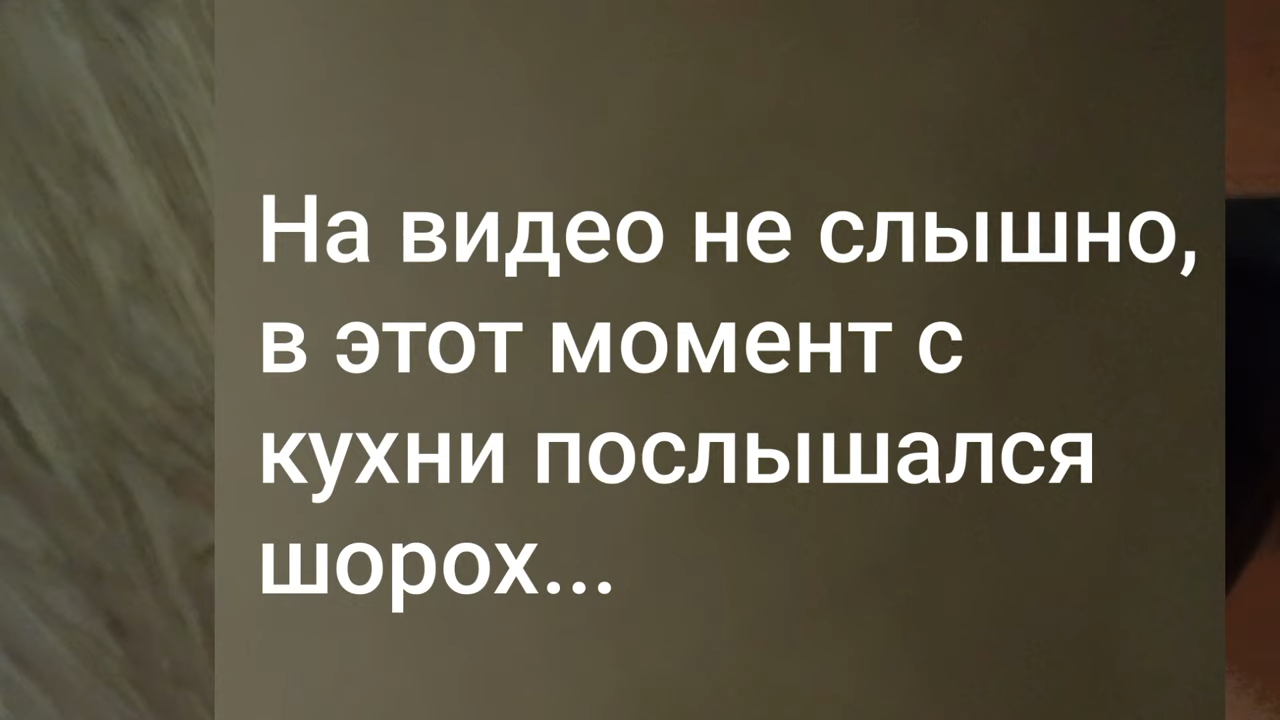 На видео не слышно,
в этот момент с
кухни послышался
шорох...